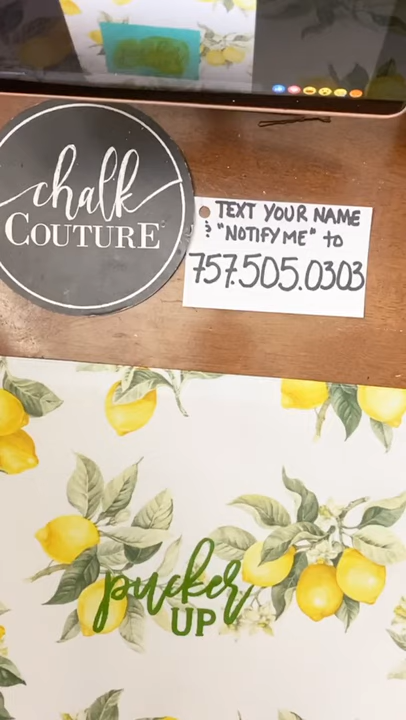 chalk
COUTURE
TEXT YOUR NAME
& "NOTIFY ME" to
757.505.0303
pucker
UP